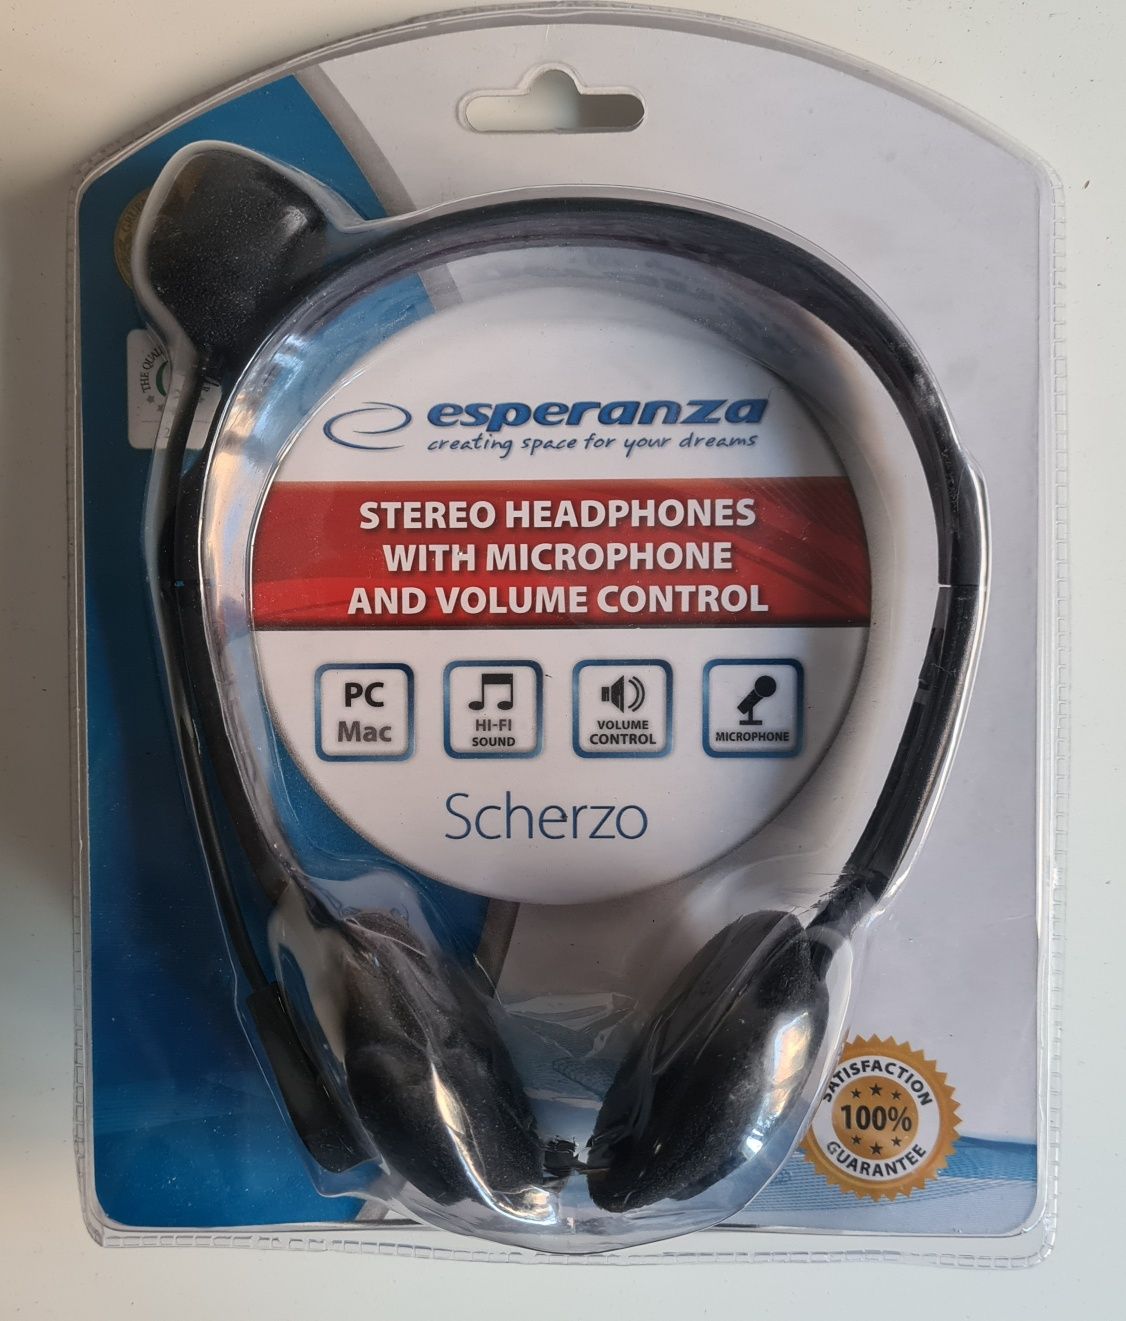 esperanza
creating space for your dreams
STEREO HEADPHONES
WITH MICROPHONE
AND VOLUME CONTROL
PC
Mac
HI-FI
SOUND
VOLUME
CONTROL
MICROPHONE
Scherzo
THE
SATISFACTION
100%
GUARANTEE